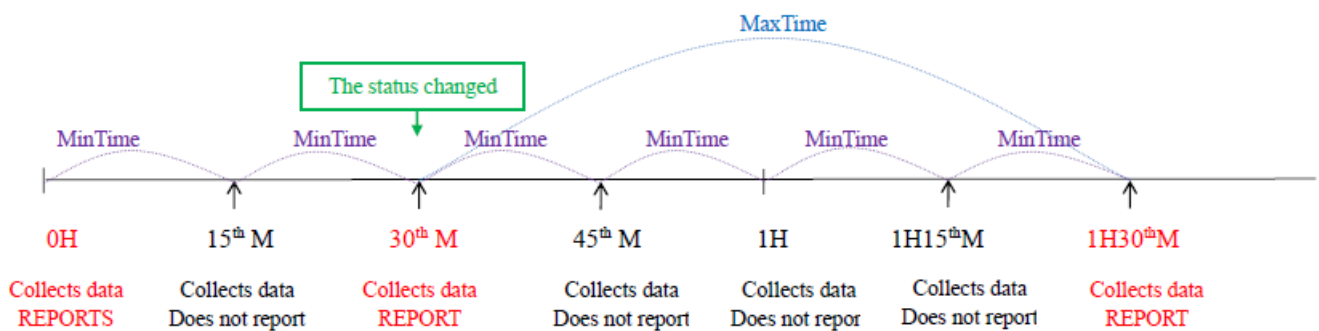 MaxTime
The status changed
MinTime MinTime MinTime MinTime MinTime MinTime
0H 15th M 30th M 45th M 1H 1H15thM 1H30thM
Collects data Collects data Collects data Collects data Collects data Collects data Collects data
REPORTS Does not report REPORT Does not report Does not repor Does not report REPORT